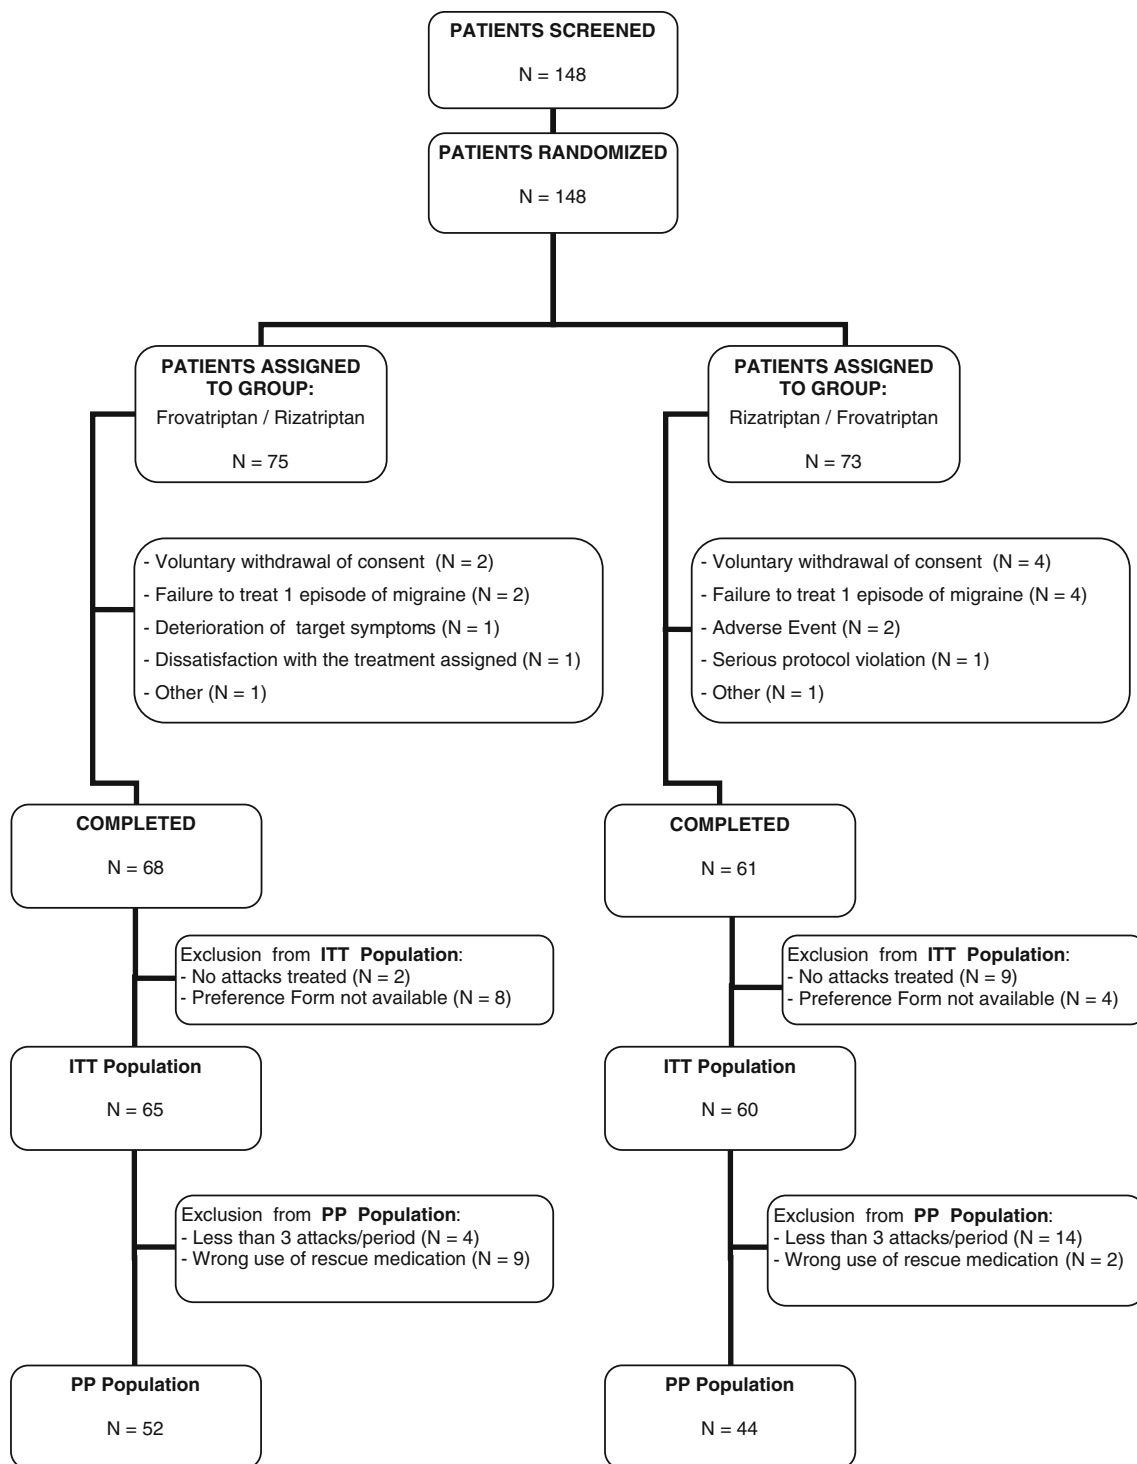 PATIENTS SCREENED
N = 148
PATIENTS RANDOMIZED
N = 148
PATIENTS ASSIGNED
TO GROUP:
Frovatriptan / Rizatriptan
N = 75
PATIENTS ASSIGNED
TO GROUP:
Rizatriptan / Frovatriptan
N = 73
- Voluntary withdrawal of consent (N = 2)
- Failure to treat 1 episode of migraine (N = 2)
- Deterioration of target symptoms (N = 1)
- Dissatisfaction with the treatment assigned (N = 1)
- Other (N = 1)
- Voluntary withdrawal of consent (N = 4)
- Failure to treat 1 episode of migraine (N = 4)
- Adverse Event (N = 2)
- Serious protocol violation (N = 1)
- Other (N = 1)
COMPLETED
N = 68
COMPLETED
N = 61
Exclusion from ITT Population:
- No attacks treated (N = 2)
- Preference Form not available (N = 8)
Exclusion from ITT Population:
- No attacks treated (N = 9)
- Preference Form not available (N = 4)
ITT Population
N = 65
ITT Population
N = 60
Exclusion from PP Population:
- Less than 3 attacks/period (N = 4)
- Wrong use of rescue medication (N = 9)
Exclusion from PP Population:
- Less than 3 attacks/period (N = 14)
- Wrong use of rescue medication (N = 2)
PP Population
N = 52
PP Population
N = 44